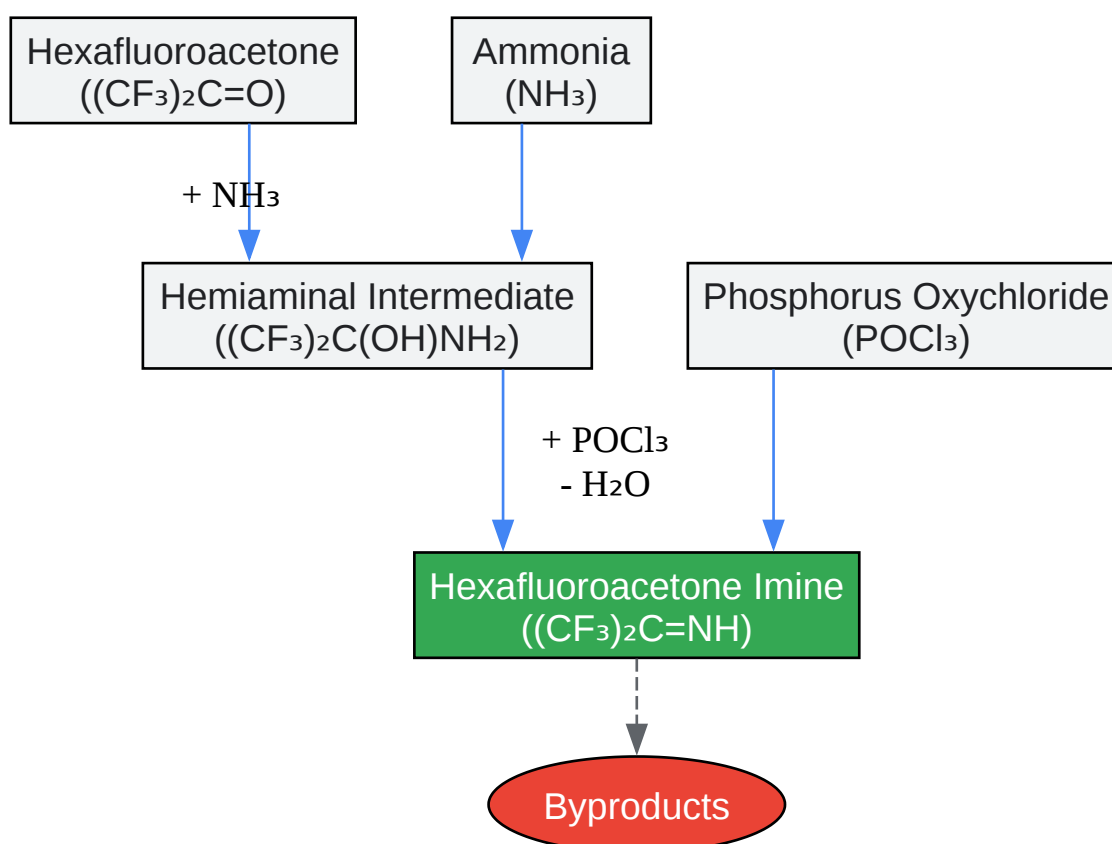 Hexafluoroacetone
((CF₃)₂C=O)
Ammonia
(NH₃)
+ NH₃
Hemiaminal Intermediate
((CF₃)₂C(OH)NH₂)
Phosphorus Oxychloride
(POCl₃)
+ POCl₃
- H₂O
Hexafluoroacetone Imine
((CF₃)₂C=NH)
Byproducts